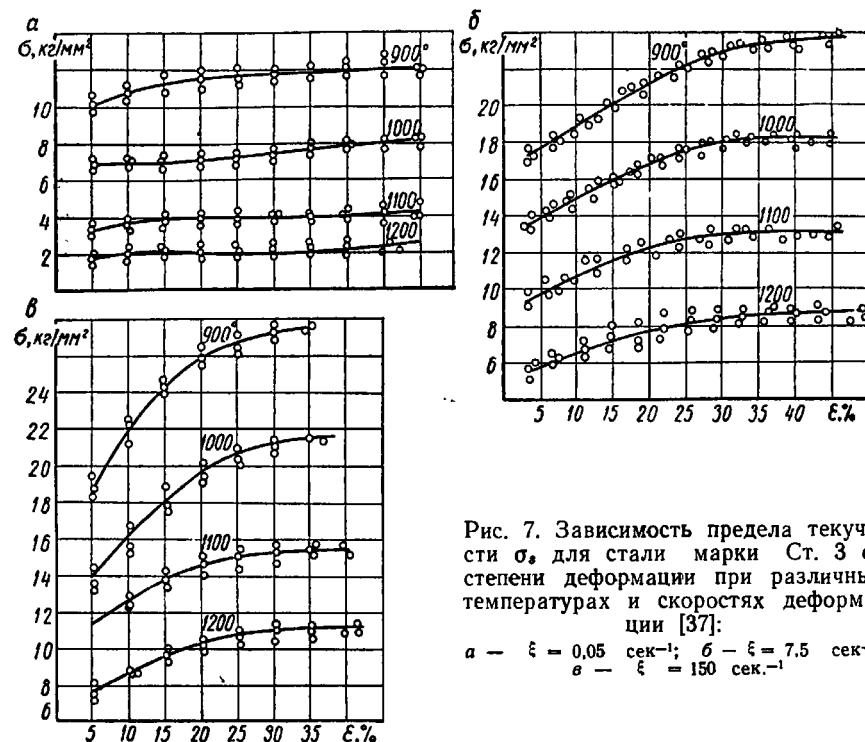 а
σ, кг/мм²
10
8
6
4
2
900°
1000
1100
1200
б
σ, кг/мм²
22
18
16
14
12
10
8
6
900°
1000
1100
1200
5 10 15 20 25 30 35 40 ε.%
в
σ, кг/мм²
24
22
20
18
16
14
12
10
8
6
900°
1000
1100
1200
5 10 15 20 25 30 35 ε.%
Рис. 7. Зависимость предела текуч
сти σₛ для стали марки Ст. 3 о
степени деформации при различны
температурах и скоростях деформ
ции [37]:
а — ξ = 0,05 сек⁻¹; б — ξ = 7.5 сек⁻
в — ξ = 150 сек.⁻¹